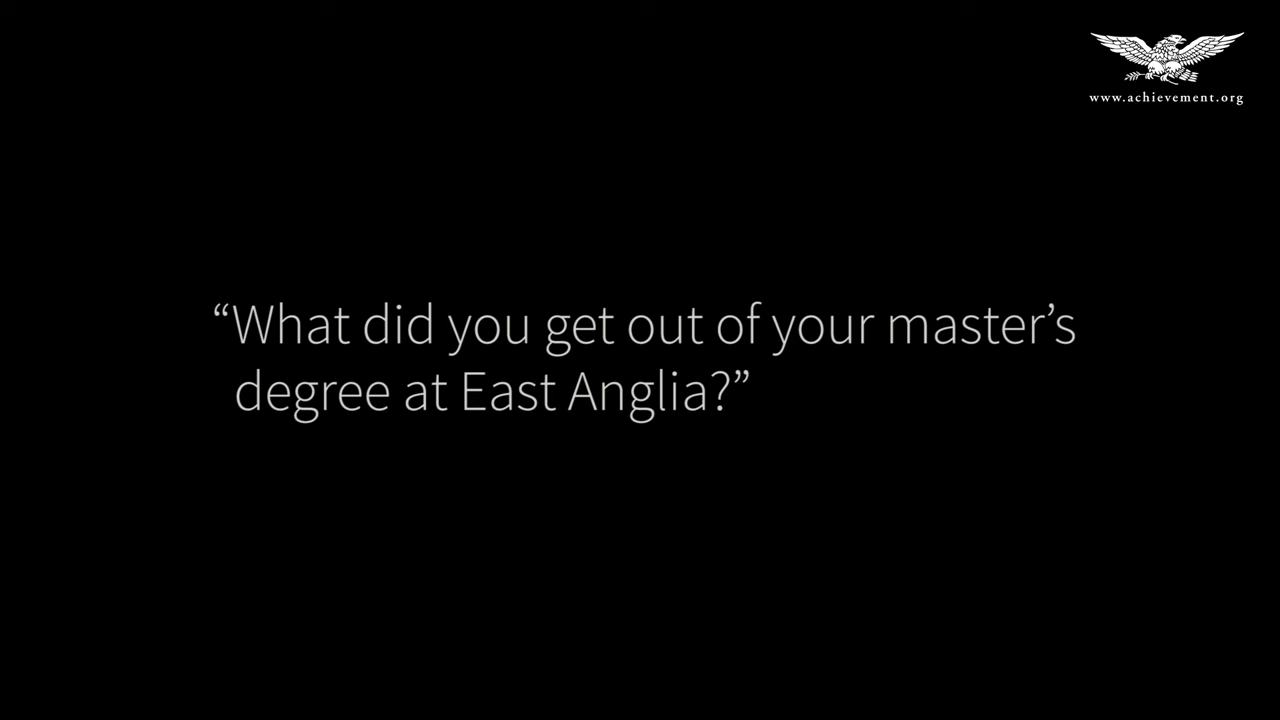 www.achievement.org
“What did you get out of your master’s
degree at East Anglia?”